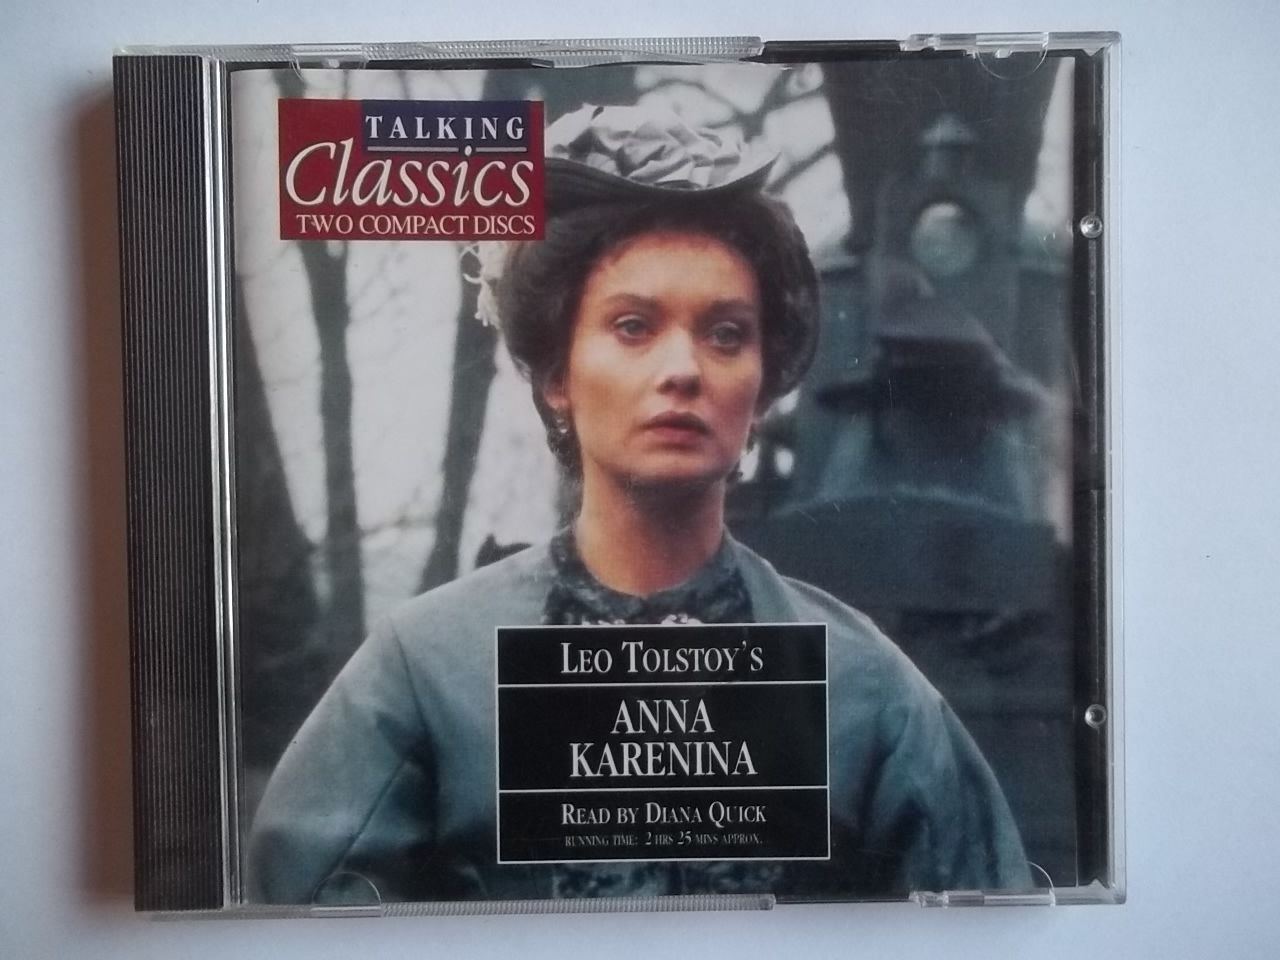 TALKING
Classics
TWO COMPACT DISCS
LEO TOLSTOY'S
ANNA
KARENINA
READ BY DIANA QUICK
RUNNING TIME: 2 HRS 25 MINS APPROX.